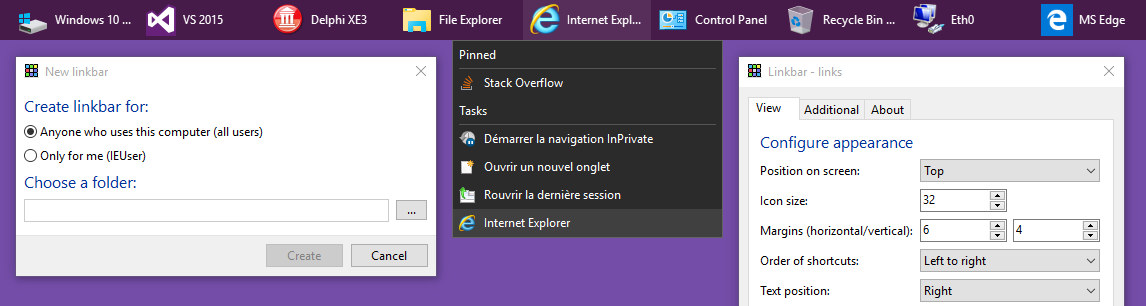 Windows 10 ...
VS 2015
Delphi XE3
File Explorer
Internet Expl...
Control Panel
Recycle Bin ...
Eth0
MS Edge
New linkbar
Create linkbar for:
Anyone who uses this computer (all users)
Only for me (IEUser)
Choose a folder:
...
Create
Cancel
Pinned
Stack Overflow
Tasks
Démarrer la navigation InPrivate
Ouvrir un nouvel onglet
Rouvrir la dernière session
Internet Explorer
Linkbar - links
View
Additional
About
Configure appearance
Position on screen: Top
Icon size: 32
Margins (horizontal/vertical): 6 4
Order of shortcuts: Left to right
Text position: Right